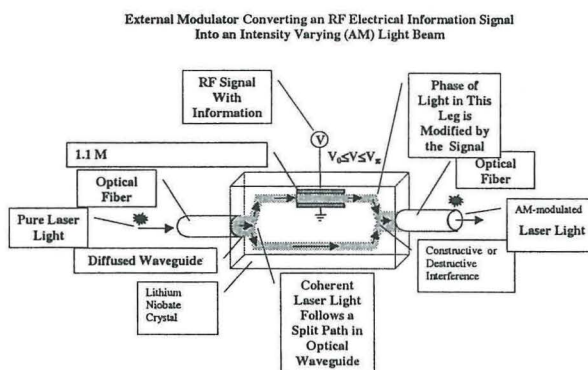 External Modulator Converting an RF Electrical Information Signal
Into an Intensity Varying (AM) Light Beam
RF Signal
With
Information
Phase of
Light in This
Leg is
Modified by
the Signal
V
V₀≤V≤Vπ
1.1 M
Optical
Fiber
Optical
Fiber
Pure Laser
Light
AM-modulated
Laser Light
Diffused Waveguide
Constructive or
Destructive
Interference
Lithium
Niobate
Crystal
Coherent
Laser Light
Follows a
Split Path in
Optical
Waveguide